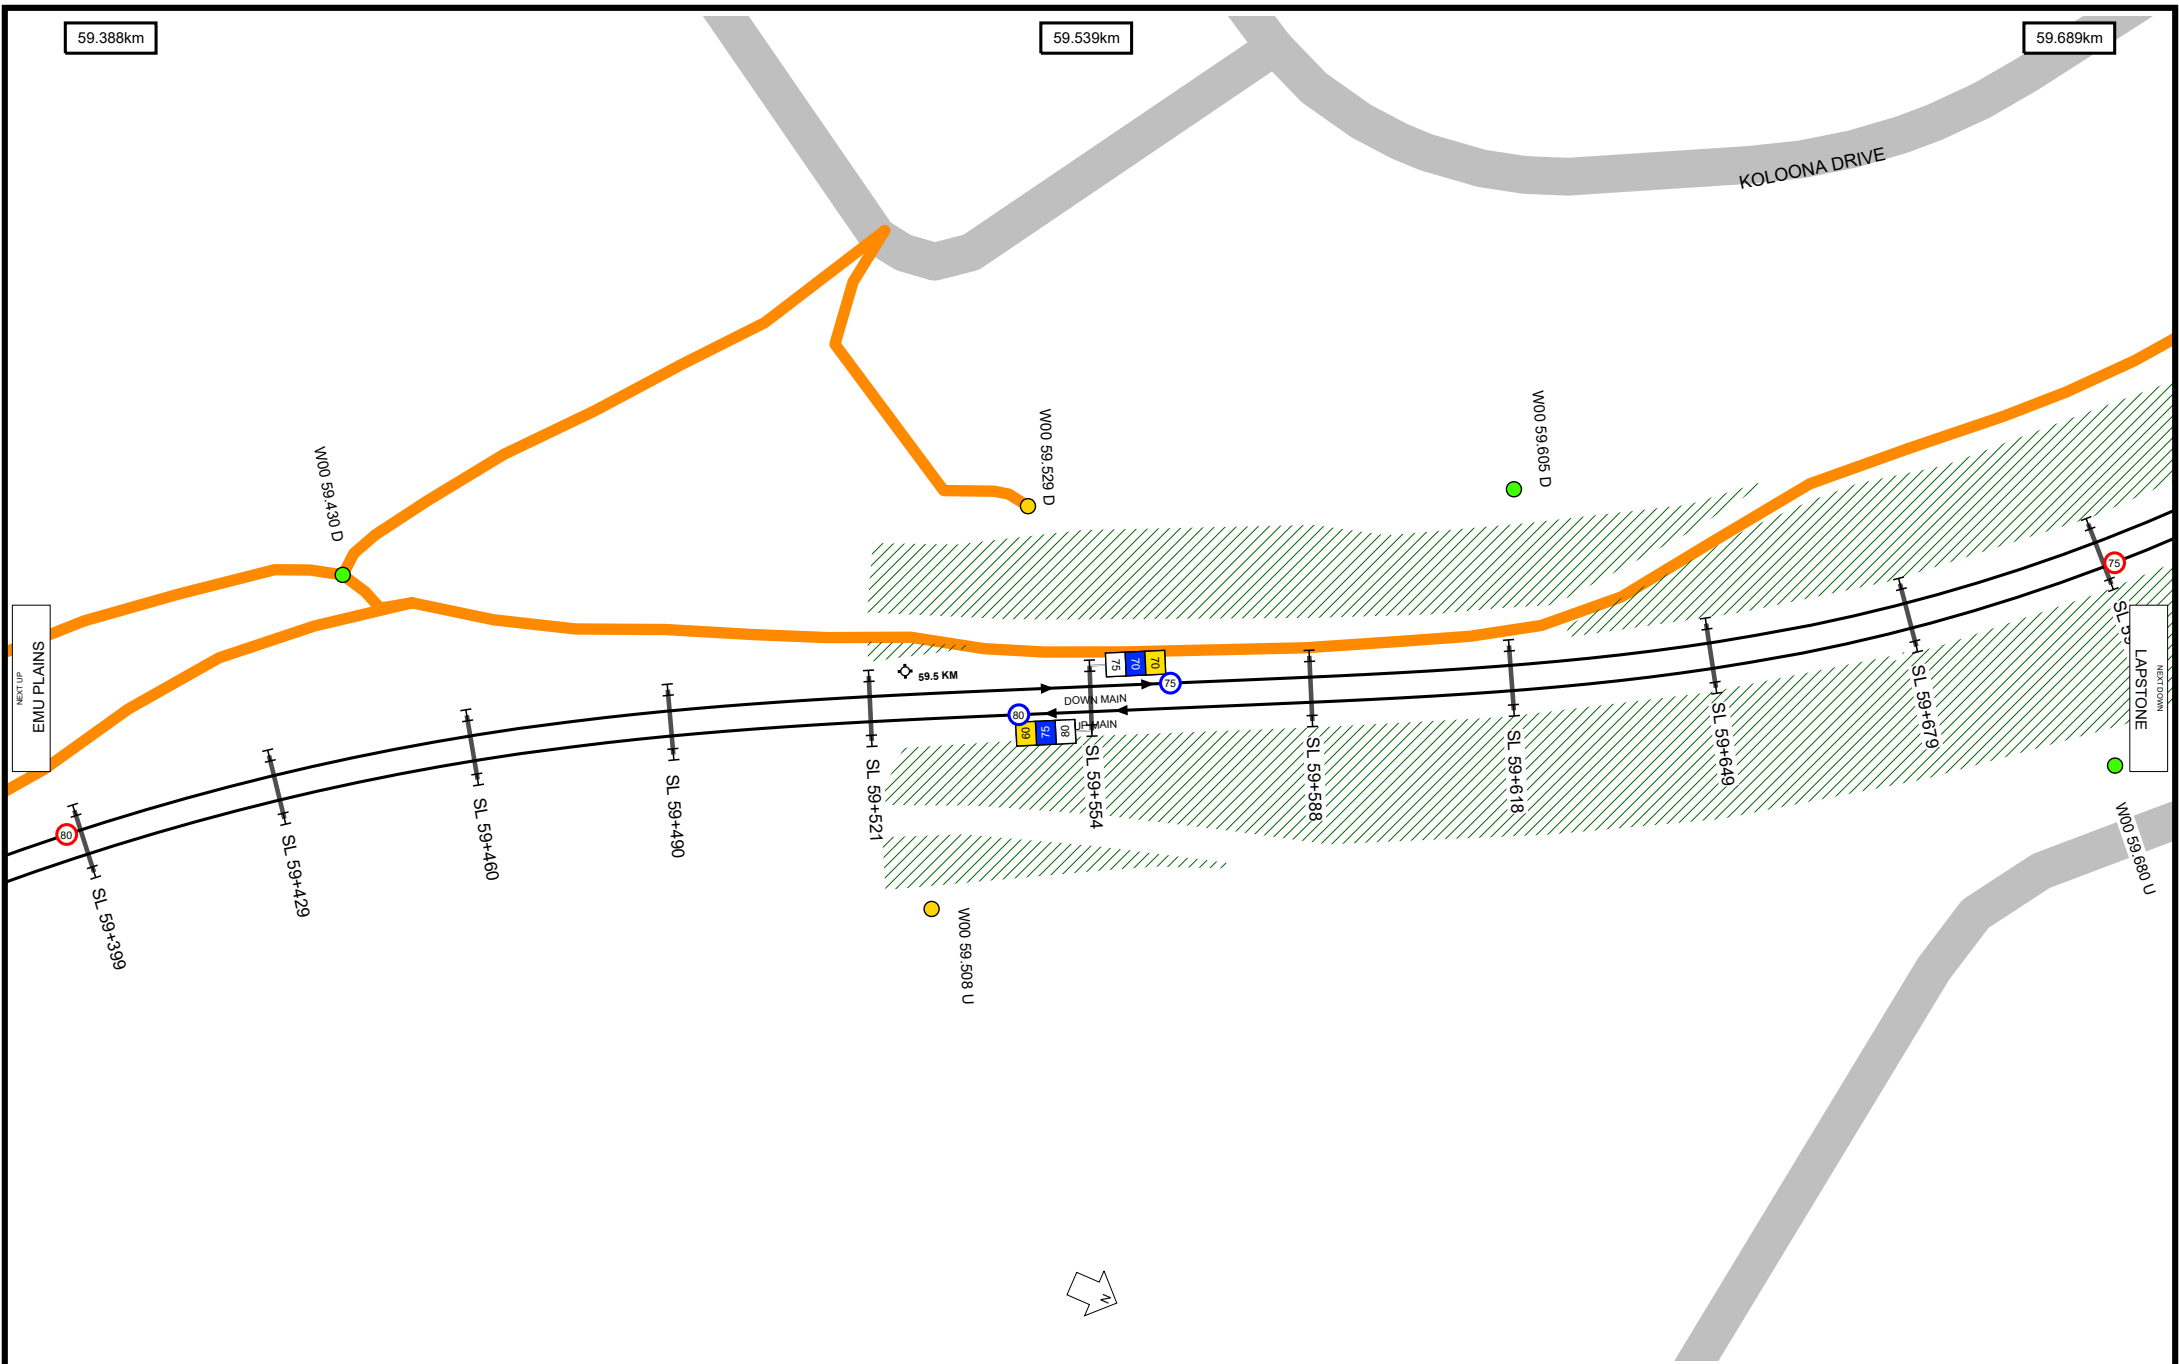 59.388km
59.539km
59.689km
KOLOONA DRIVE
W00 59.430 D
W00 59.529 D
W00 59.605 D
NEXT UP
EMU PLAINS
59.5 KM
75
70
70
75
DOWN MAIN
80
60
75
80
UP MAIN
75
80
SL 59+399
SL 59+429
SL 59+460
SL 59+490
SL 59+521
SL 59+554
SL 59+588
SL 59+618
SL 59+649
SL 59+679
SL 59
NEXT DOWN
LAPSTONE
W00 59.680 U
W00 59.508 U
N